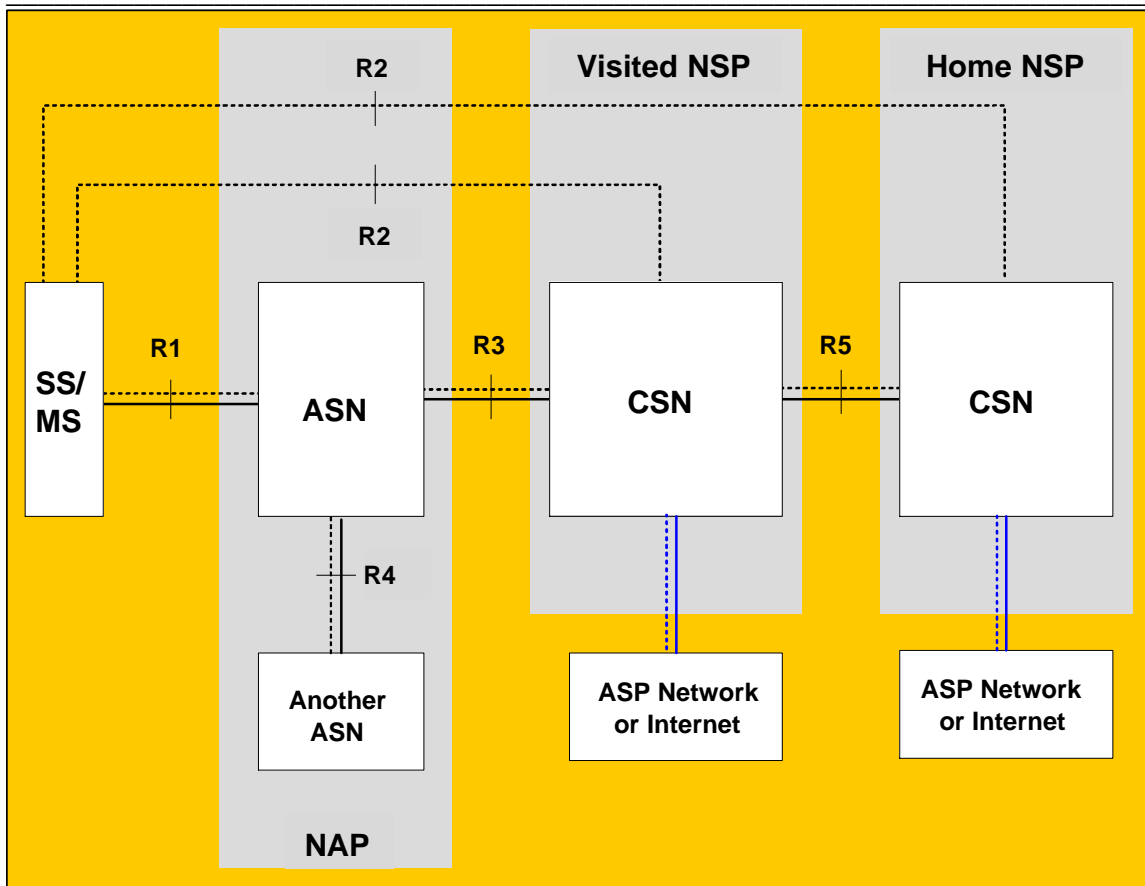 R2
Visited NSP
Home NSP
R2
R1
R3
R5
SS/
MS
ASN
CSN
CSN
R4
Another
ASN
ASP Network
or Internet
ASP Network
or Internet
NAP